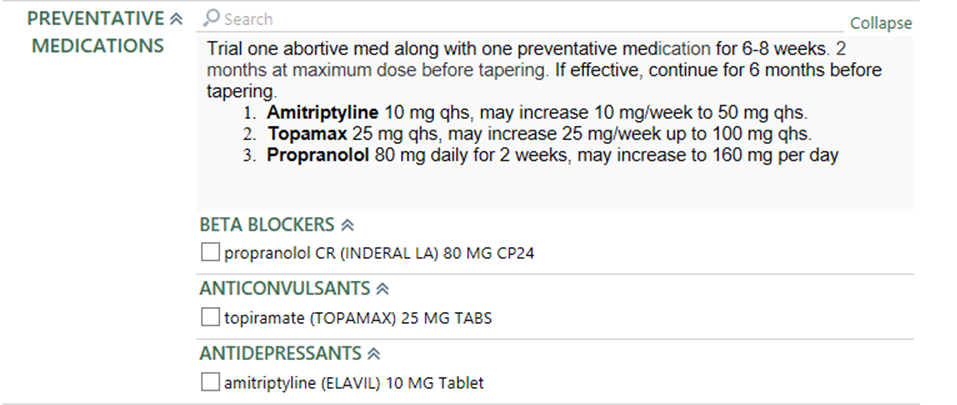 PREVENTATIVE
MEDICATIONS
Search
Collapse
Trial one abortive med along with one preventative medication for 6-8 weeks. 2
months at maximum dose before tapering. If effective, continue for 6 months before
tapering.
1. Amitriptyline 10 mg qhs, may increase 10 mg/week to 50 mg qhs.
2. Topamax 25 mg qhs, may increase 25 mg/week up to 100 mg qhs.
3. Propranolol 80 mg daily for 2 weeks, may increase to 160 mg per day
BETA BLOCKERS
propranolol CR (INDERAL LA) 80 MG CP24
ANTICONVULSANTS
topiramate (TOPAMAX) 25 MG TABS
ANTIDEPRESSANTS
amitriptyline (ELAVIL) 10 MG Tablet